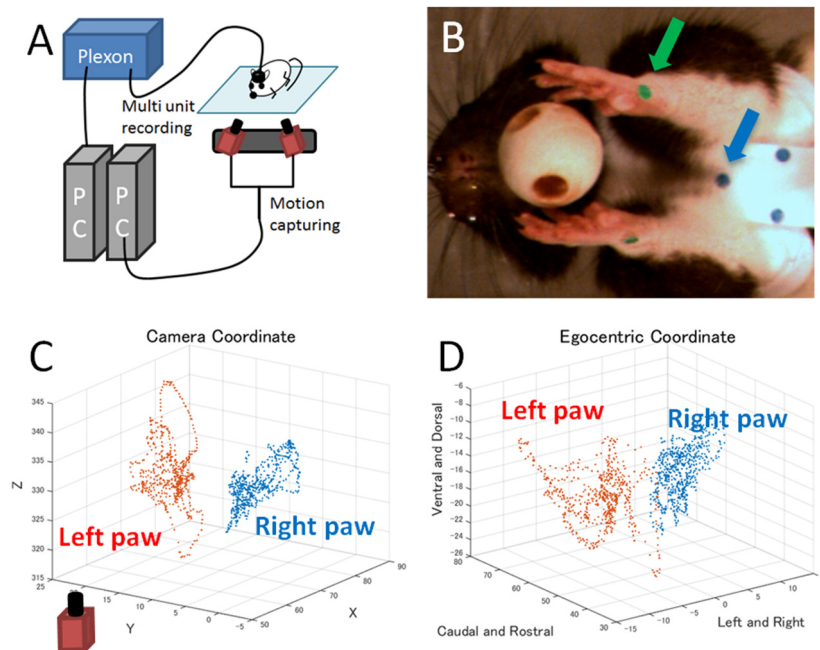 A
Plexon
Multi unit
recording
P
C
P
C
Motion
capturing
B
C
Camera Coordinate
345
340
335
330
325
320
315
Z
Left paw
Right paw
25
15
10
5
0
-5
Y
50
60
70
80
90
X
D
Egocentric Coordinate
-6
-8
-10
-12
-14
-16
-18
-20
-22
-24
-26
Ventral and Dorsal
Left paw
Right paw
80
70
60
50
40
30
Caudal and Rostral
-15
-10
-5
0
5
10
Left and Right